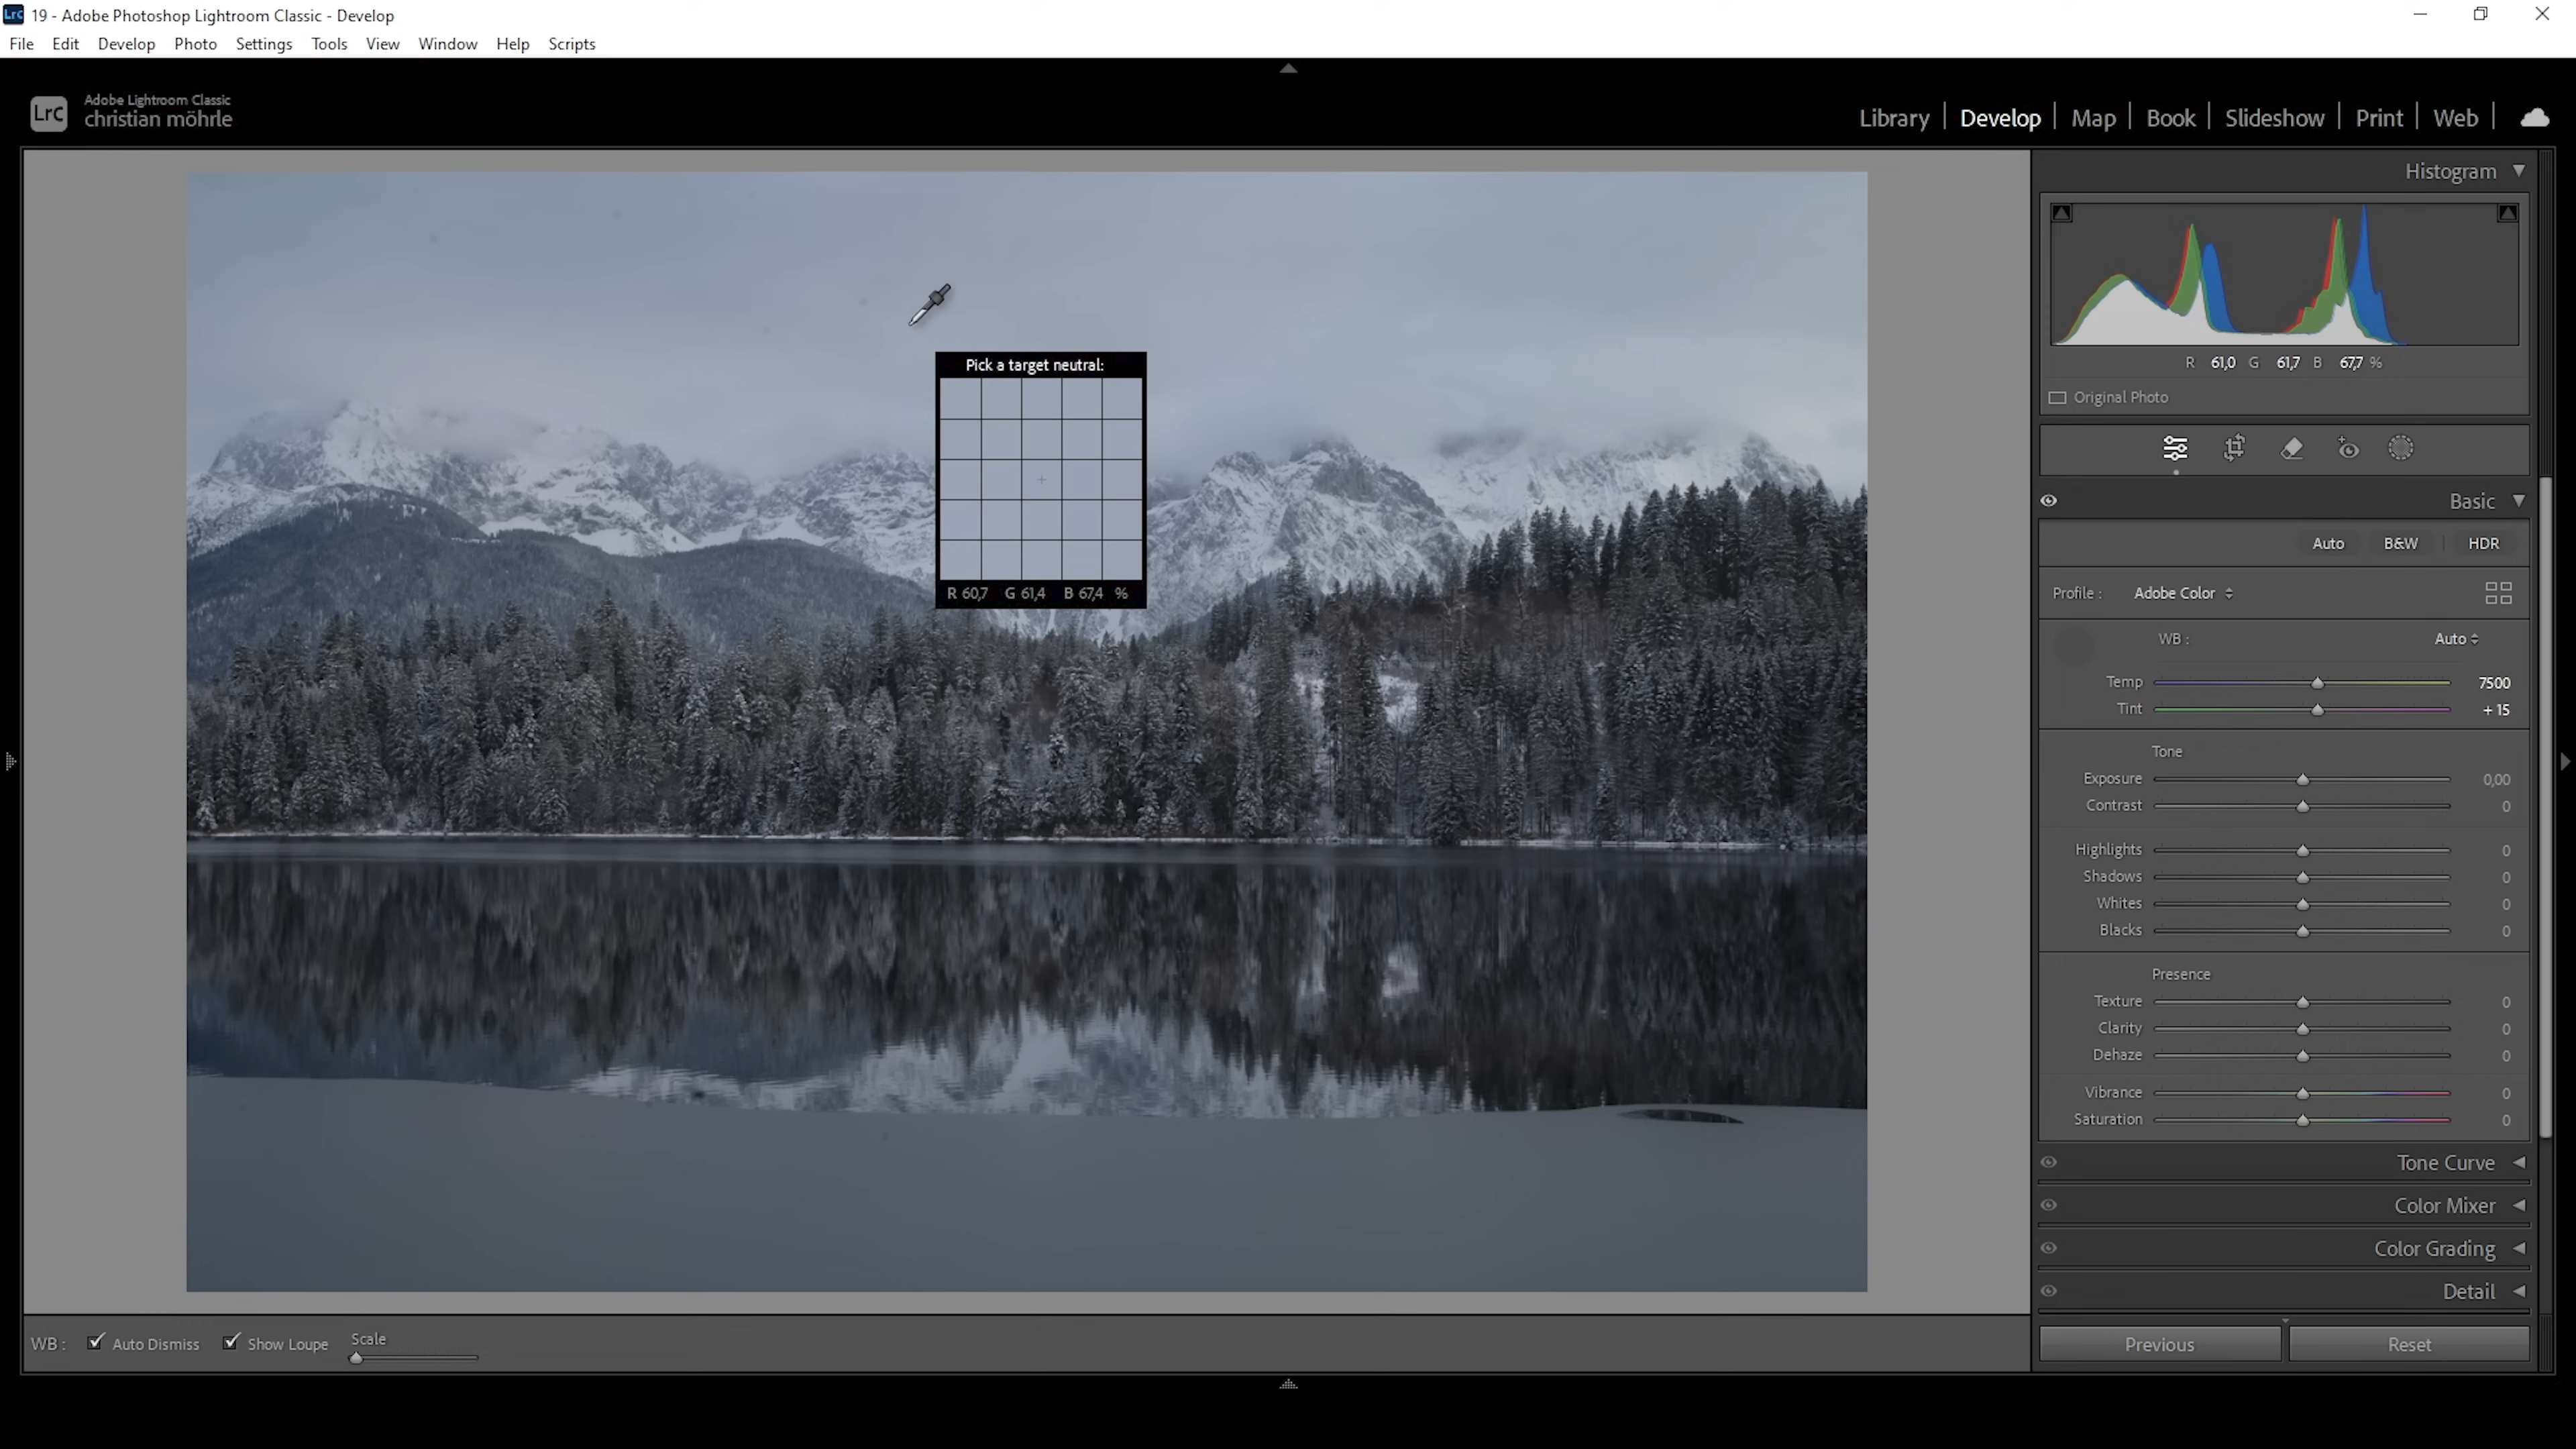 Lrc 19 - Adobe Photoshop Lightroom Classic - Develop
File Edit Develop Photo Settings Tools View Window Help Scripts
Lrc Adobe Lightroom Classic
christian möhrle
Library | Develop | Map | Book | Slideshow | Print | Web |
Histogram
R 61,0 G 61,7 B 67,7 %
Original Photo
Pick a target neutral:
R 60,7 G 61,4 B 67,4 %
Basic
Auto B&W HDR
Profile : Adobe Color
WB : Auto
Temp 7500
Tint + 15
Tone
Exposure 0,00
Contrast 0
Highlights 0
Shadows 0
Whites 0
Blacks 0
Presence
Texture 0
Clarity 0
Dehaze 0
Vibrance 0
Saturation 0
Tone Curve
Color Mixer
Color Grading
Detail
WB : Auto Dismiss Show Loupe Scale
Previous Reset